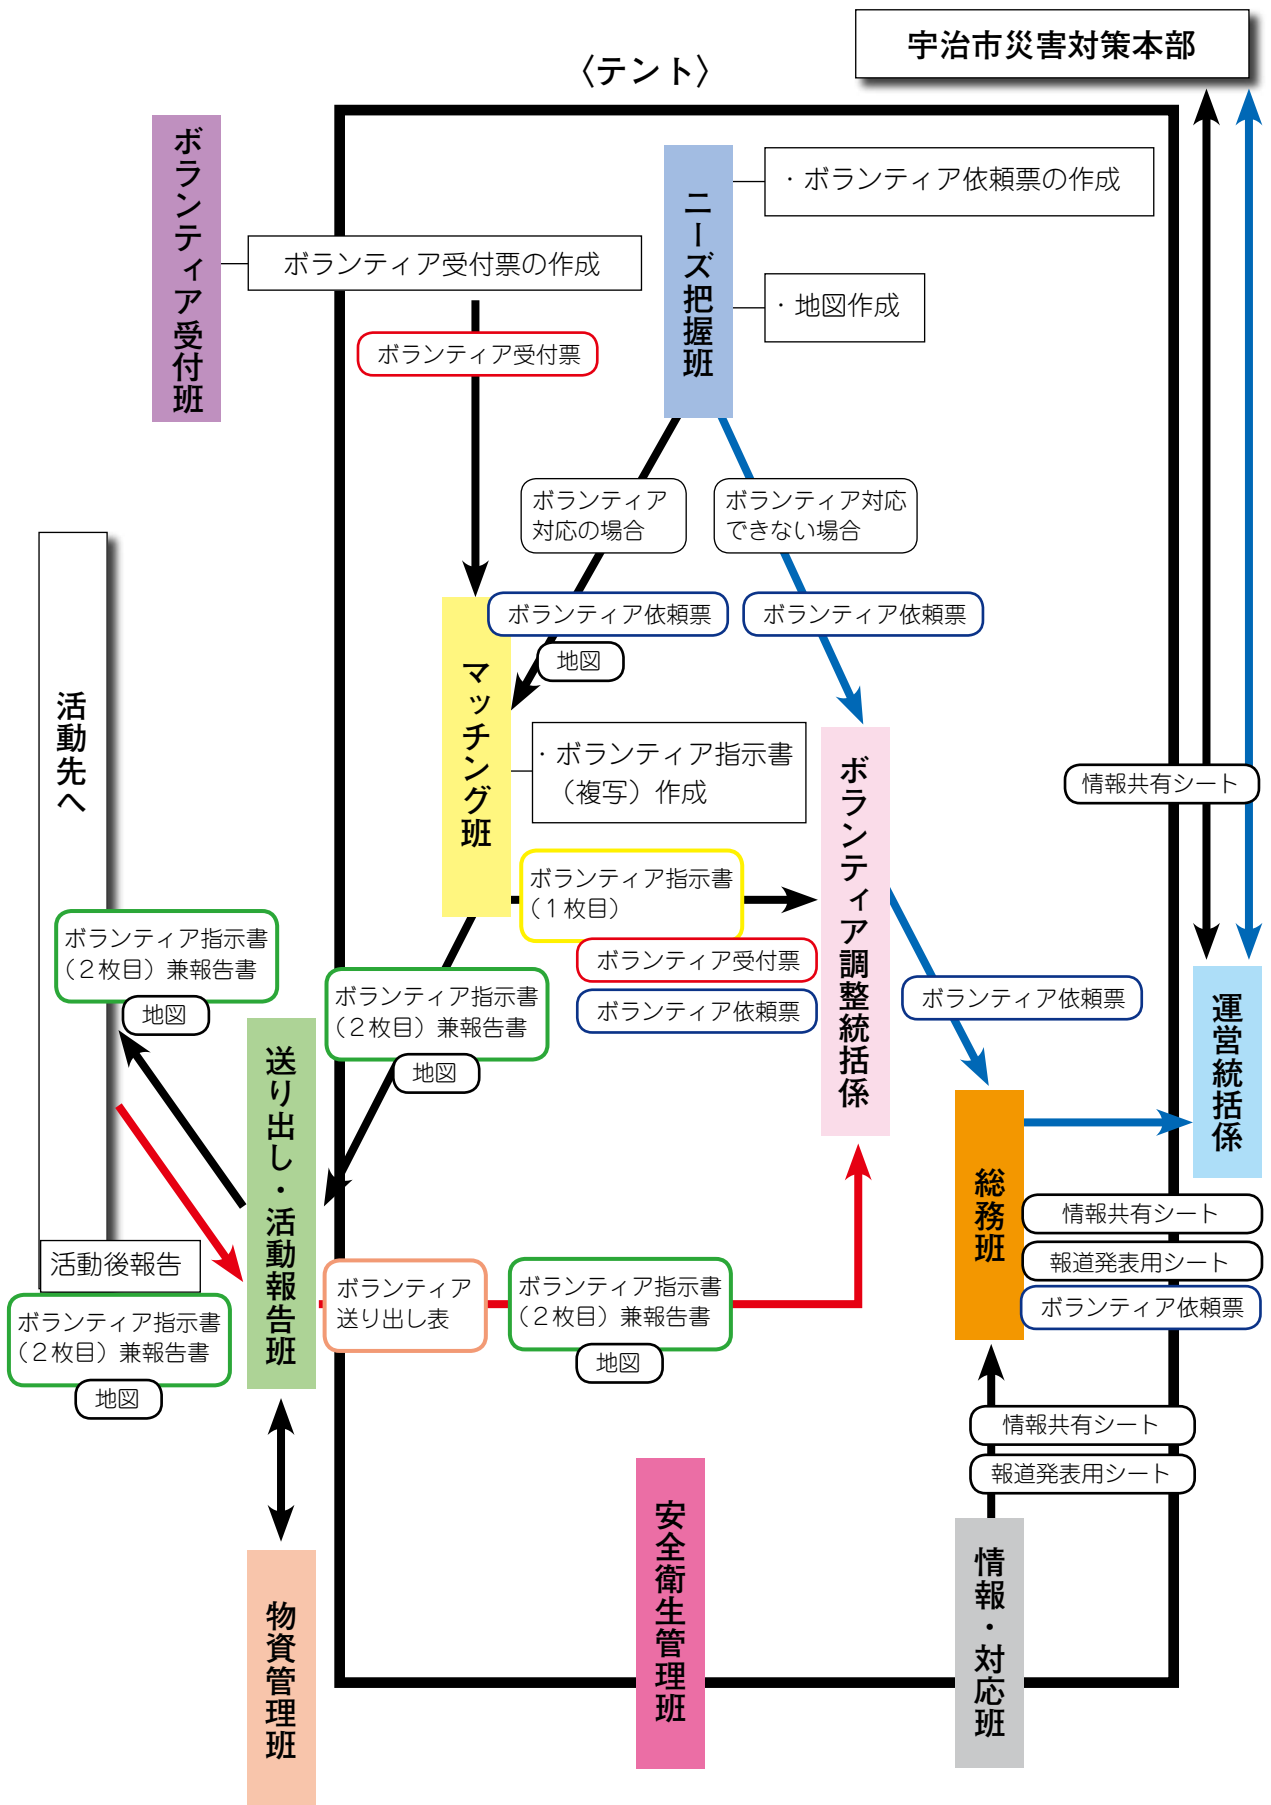 宇治市災害対策本部
〈テント〉
ボランティア受付班
ニーズ把握班
・ボランティア依頼票の作成
ボランティア受付票の作成
・地図作成
ボランティア受付票
ボランティア
対応の場合
ボランティア対応
できない場合
ボランティア依頼票
ボランティア依頼票
地図
マッチング班
活動先へ
・ボランティア指示書
（複写）作成
ボランティア調整統括係
情報共有シート
ボランティア指示書
（１枚目）
ボランティア受付票
ボランティア依頼票
ボランティア指示書
（２枚目）兼報告書
地図
ボランティア指示書
（２枚目）兼報告書
地図
ボランティア依頼票
運営統括係
送り出し・活動報告班
総務班
情報共有シート
報道発表用シート
ボランティア依頼票
活動後報告
ボランティア指示書
（２枚目）兼報告書
地図
ボランティア
送り出し表
ボランティア指示書
（２枚目）兼報告書
地図
情報共有シート
報道発表用シート
安全衛生管理班
情報・対応班
物資管理班